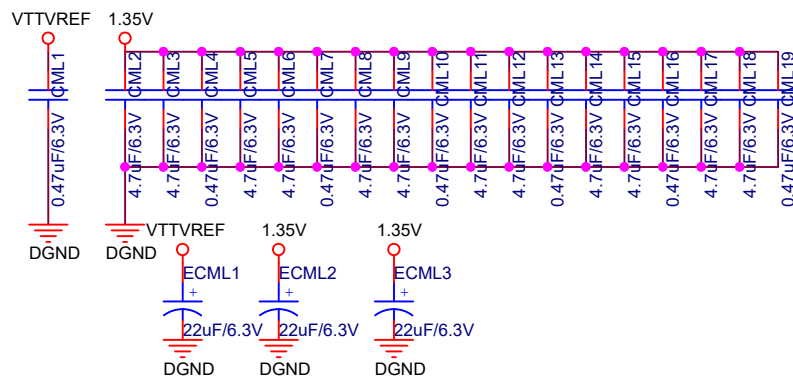 VTTVREF
1.35V
CML1
CML2
CML3
CML4
CML5
CML6
CML7
CML8
CML9
CML10
CML11
CML12
CML13
CML14
CML15
CML16
CML17
CML18
CML19
0.47uF/6.3V
4.7uF/6.3V
4.7uF/6.3V
0.47uF/6.3V
4.7uF/6.3V
4.7uF/6.3V
0.47uF/6.3V
4.7uF/6.3V
4.7uF/6.3V
0.47uF/6.3V
4.7uF/6.3V
4.7uF/6.3V
0.47uF/6.3V
4.7uF/6.3V
4.7uF/6.3V
0.47uF/6.3V
4.7uF/6.3V
4.7uF/6.3V
0.47uF/6.3V
DGND
DGND
VTTVREF
1.35V
1.35V
ECML1
ECML2
ECML3
+
+
+
22uF/6.3V
22uF/6.3V
22uF/6.3V
DGND
DGND
DGND